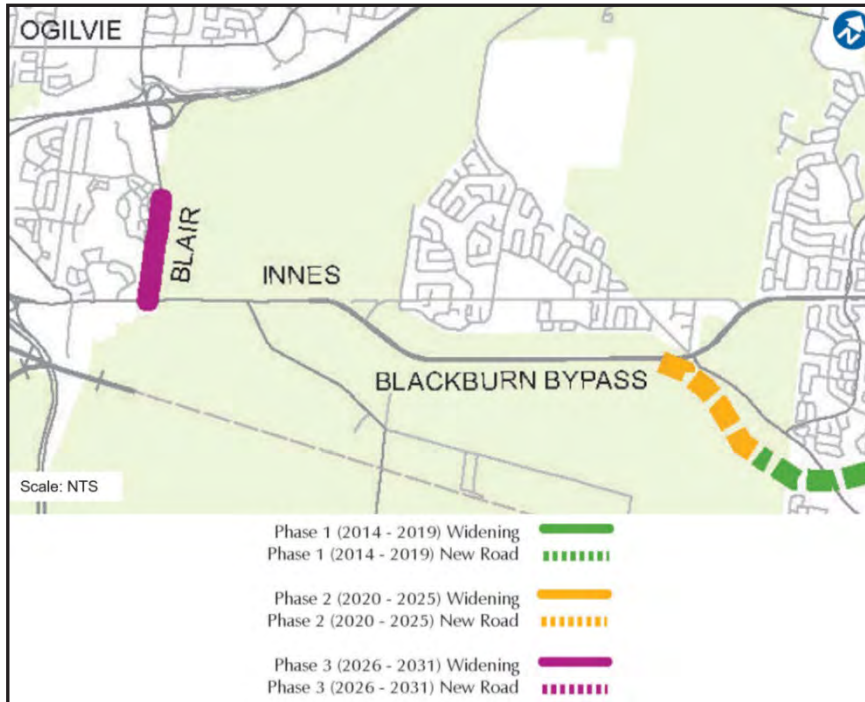 OGILVIE
N
BLAIR
INNES
BLACKBURN BYPASS
Scale: NTS
Phase 1 (2014 - 2019) Widening
Phase 1 (2014 - 2019) New Road
Phase 2 (2020 - 2025) Widening
Phase 2 (2020 - 2025) New Road
Phase 3 (2026 - 2031) Widening
Phase 3 (2026 - 2031) New Road